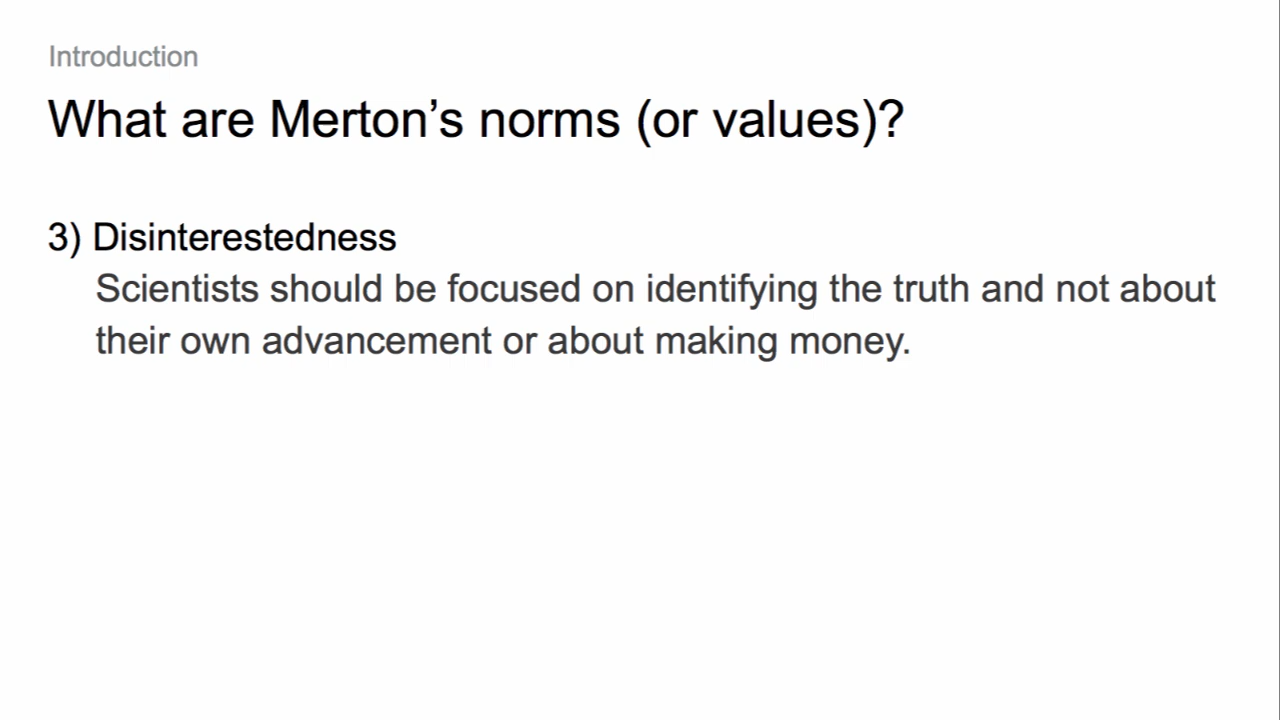 Introduction
What are Merton’s norms (or values)?
3) Disinterestedness
Scientists should be focused on identifying the truth and not about
their own advancement or about making money.